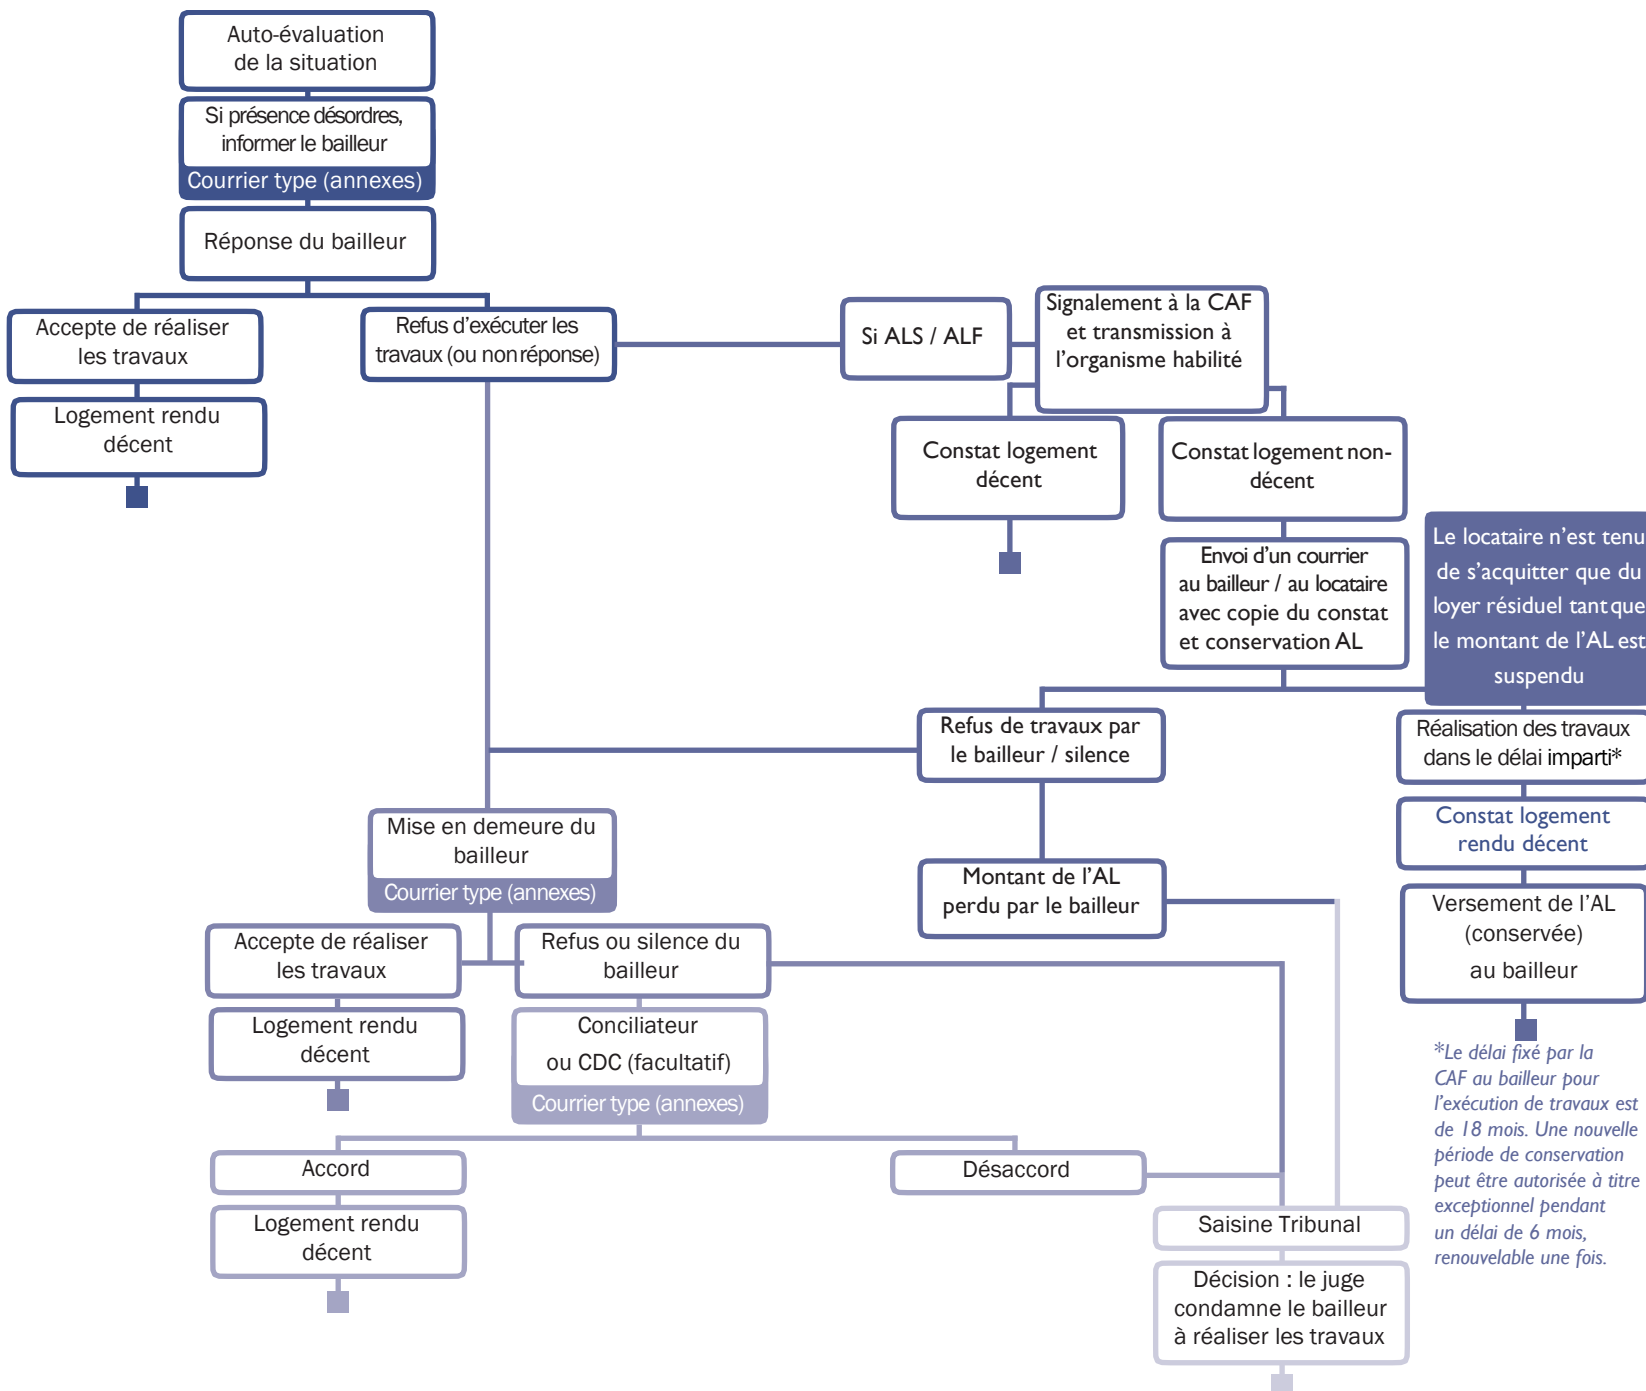 Auto-évaluation
de la situation
Si présence désordres,
informer le bailleur
Courrier type (annexes)
Réponse du bailleur
Accepte de réaliser
les travaux
Logement rendu
décent
Refus d'exécuter les
travaux (ou non réponse)
Si ALS / ALF
Signalement à la CAF
et transmission à
l'organisme habilité
Constat logement
décent
Constat logement non-
décent
Envoi d'un courrier
au bailleur / au locataire
avec copie du constat
et conservation AL
Le locataire n'est tenu
de s'acquitter que du
loyer résiduel tant que
le montant de l'AL est
suspendu
Refus de travaux par
le bailleur / silence
Réalisation des travaux
dans le délai imparti*
Constat logement
rendu décent
Montant de l'AL
perdu par le bailleur
Versement de l'AL
(conservée)
au bailleur
*Le délai fixé par la
CAF au bailleur pour
l'exécution de travaux est
de 18 mois. Une nouvelle
période de conservation
peut être autorisée à titre
exceptionnel pendant
un délai de 6 mois,
renouvelable une fois.
Mise en demeure du
bailleur
Courrier type (annexes)
Accepte de réaliser
les travaux
Logement rendu
décent
Refus ou silence du
bailleur
Conciliateur
ou CDC (facultatif)
Courrier type (annexes)
Accord
Logement rendu
décent
Désaccord
Saisine Tribunal
Décision : le juge
condamne le bailleur
à réaliser les travaux